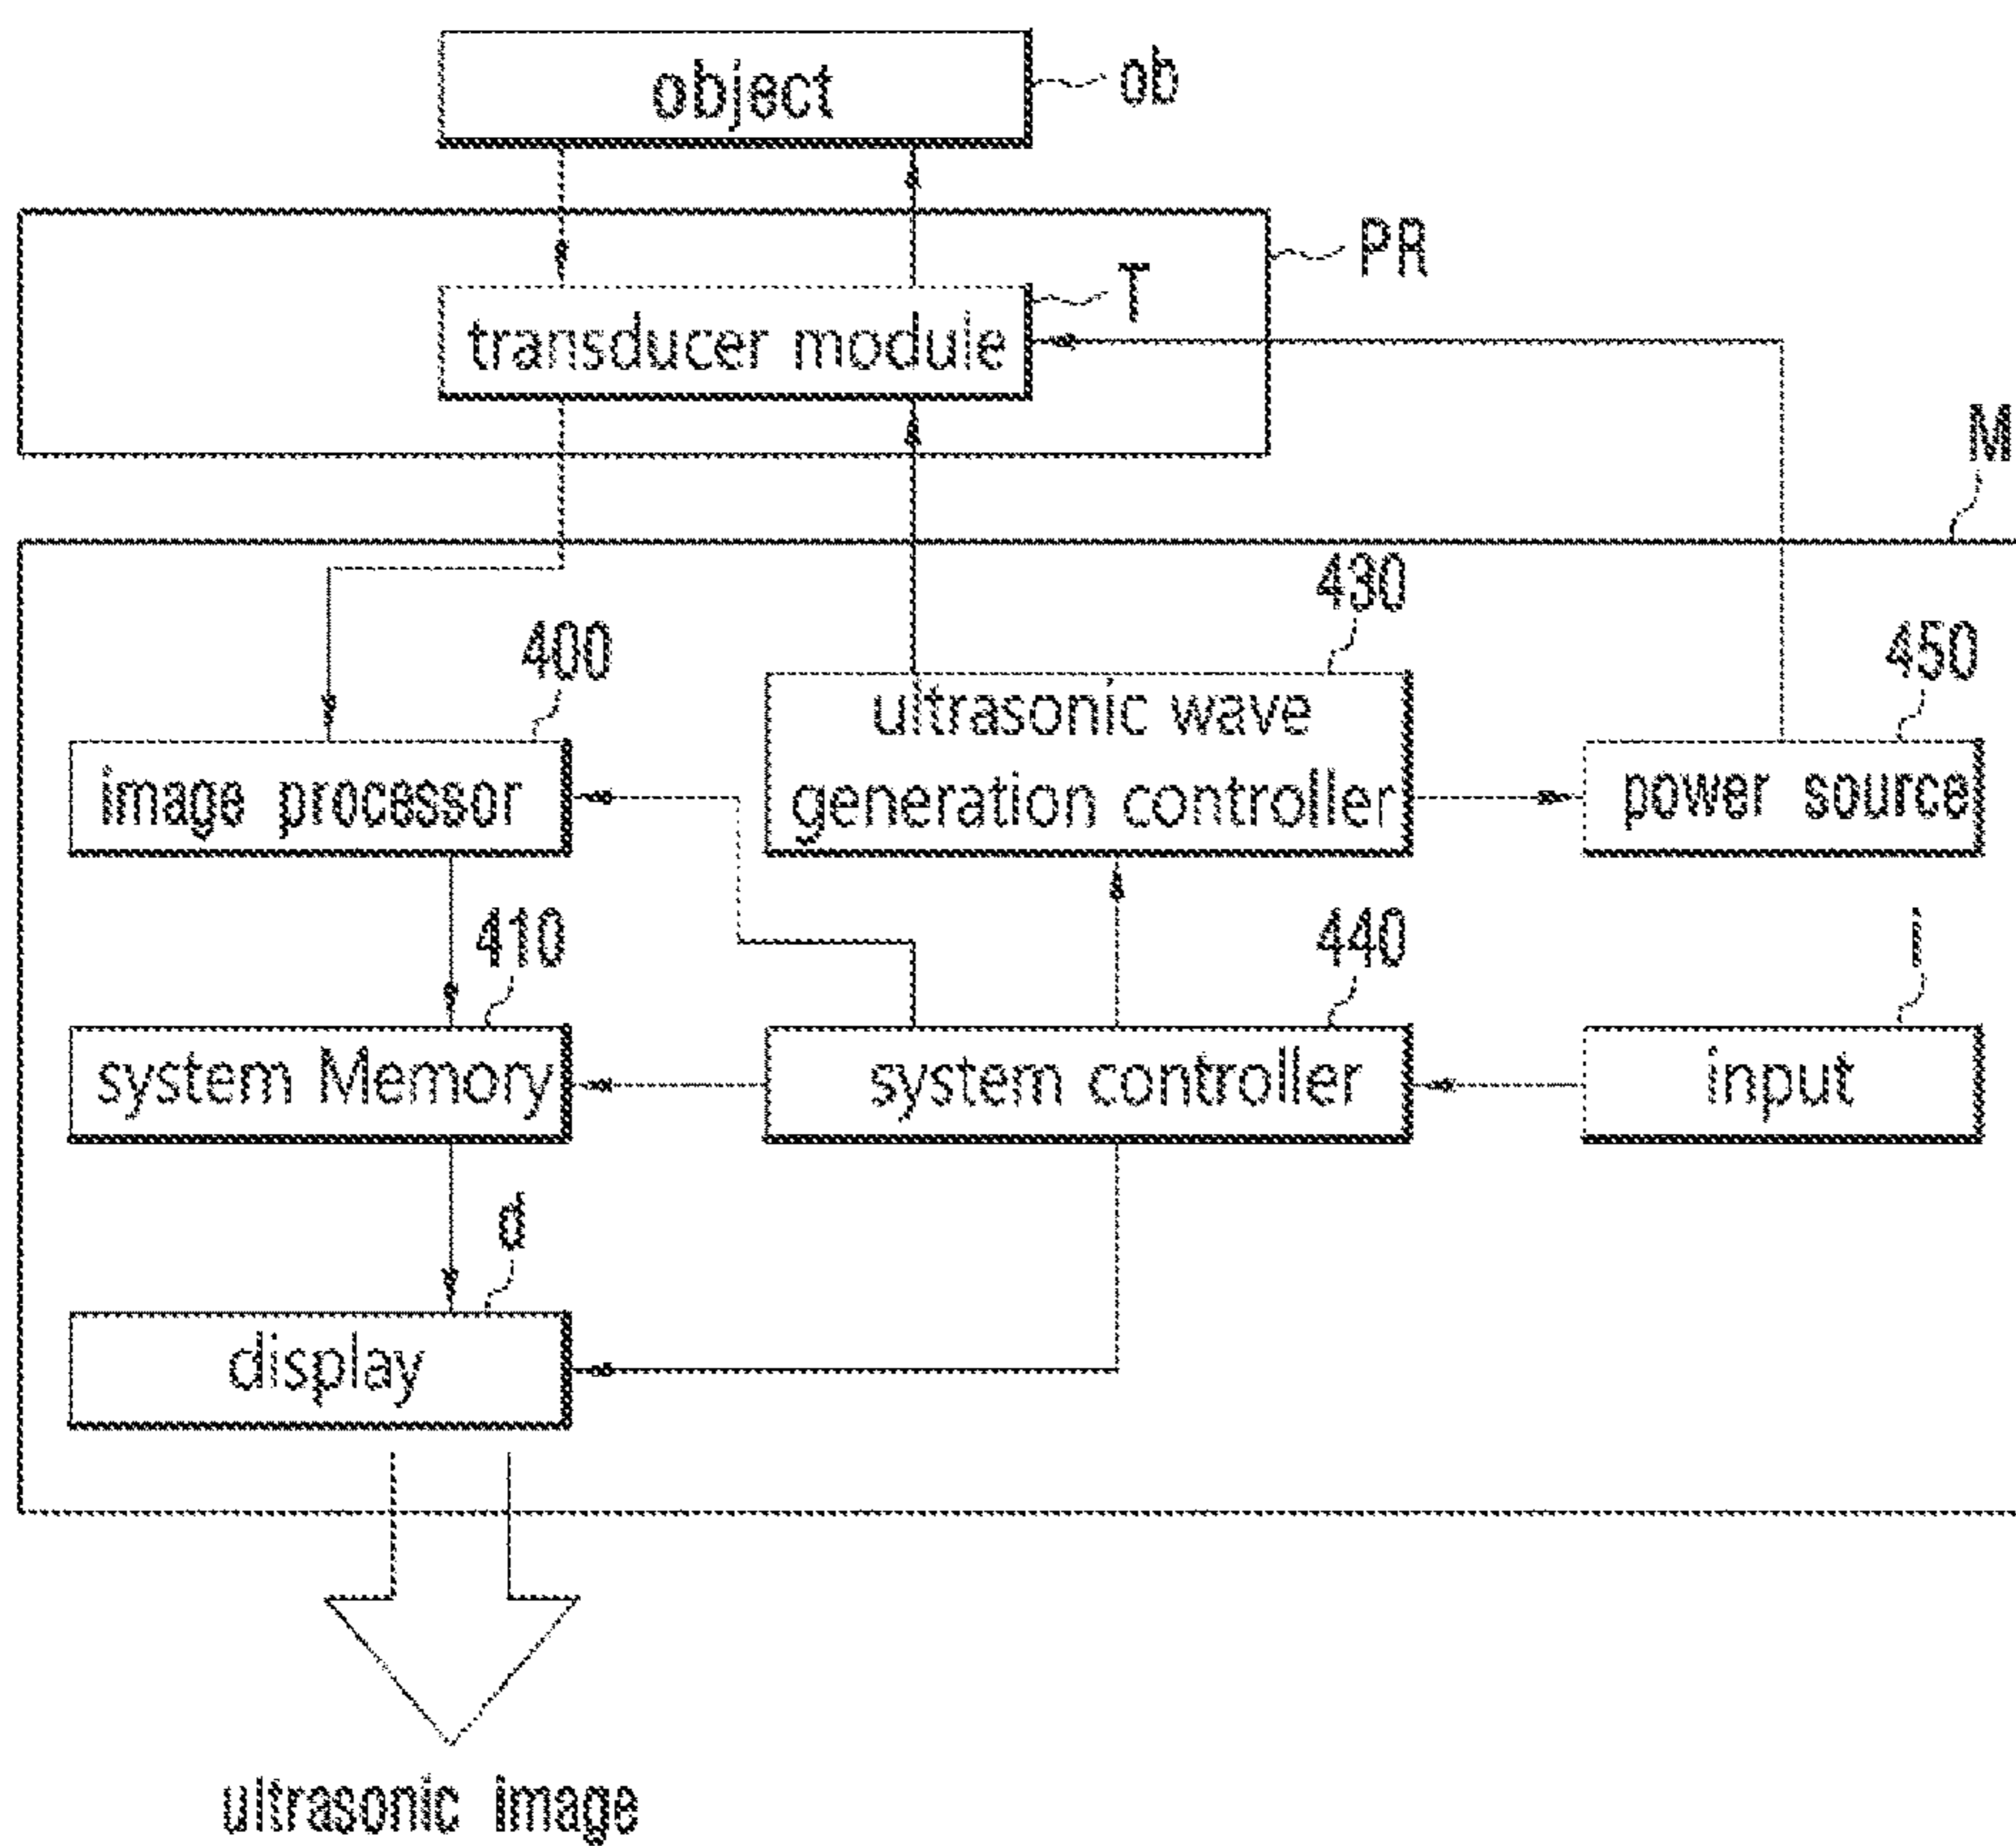 object
ob
PR
T
transducer module
M
430
400
450
ultrasonic wave
generation controller
image processor
power source
410
440
i
system Memory
system controller
input
d
display
ultrasonic image